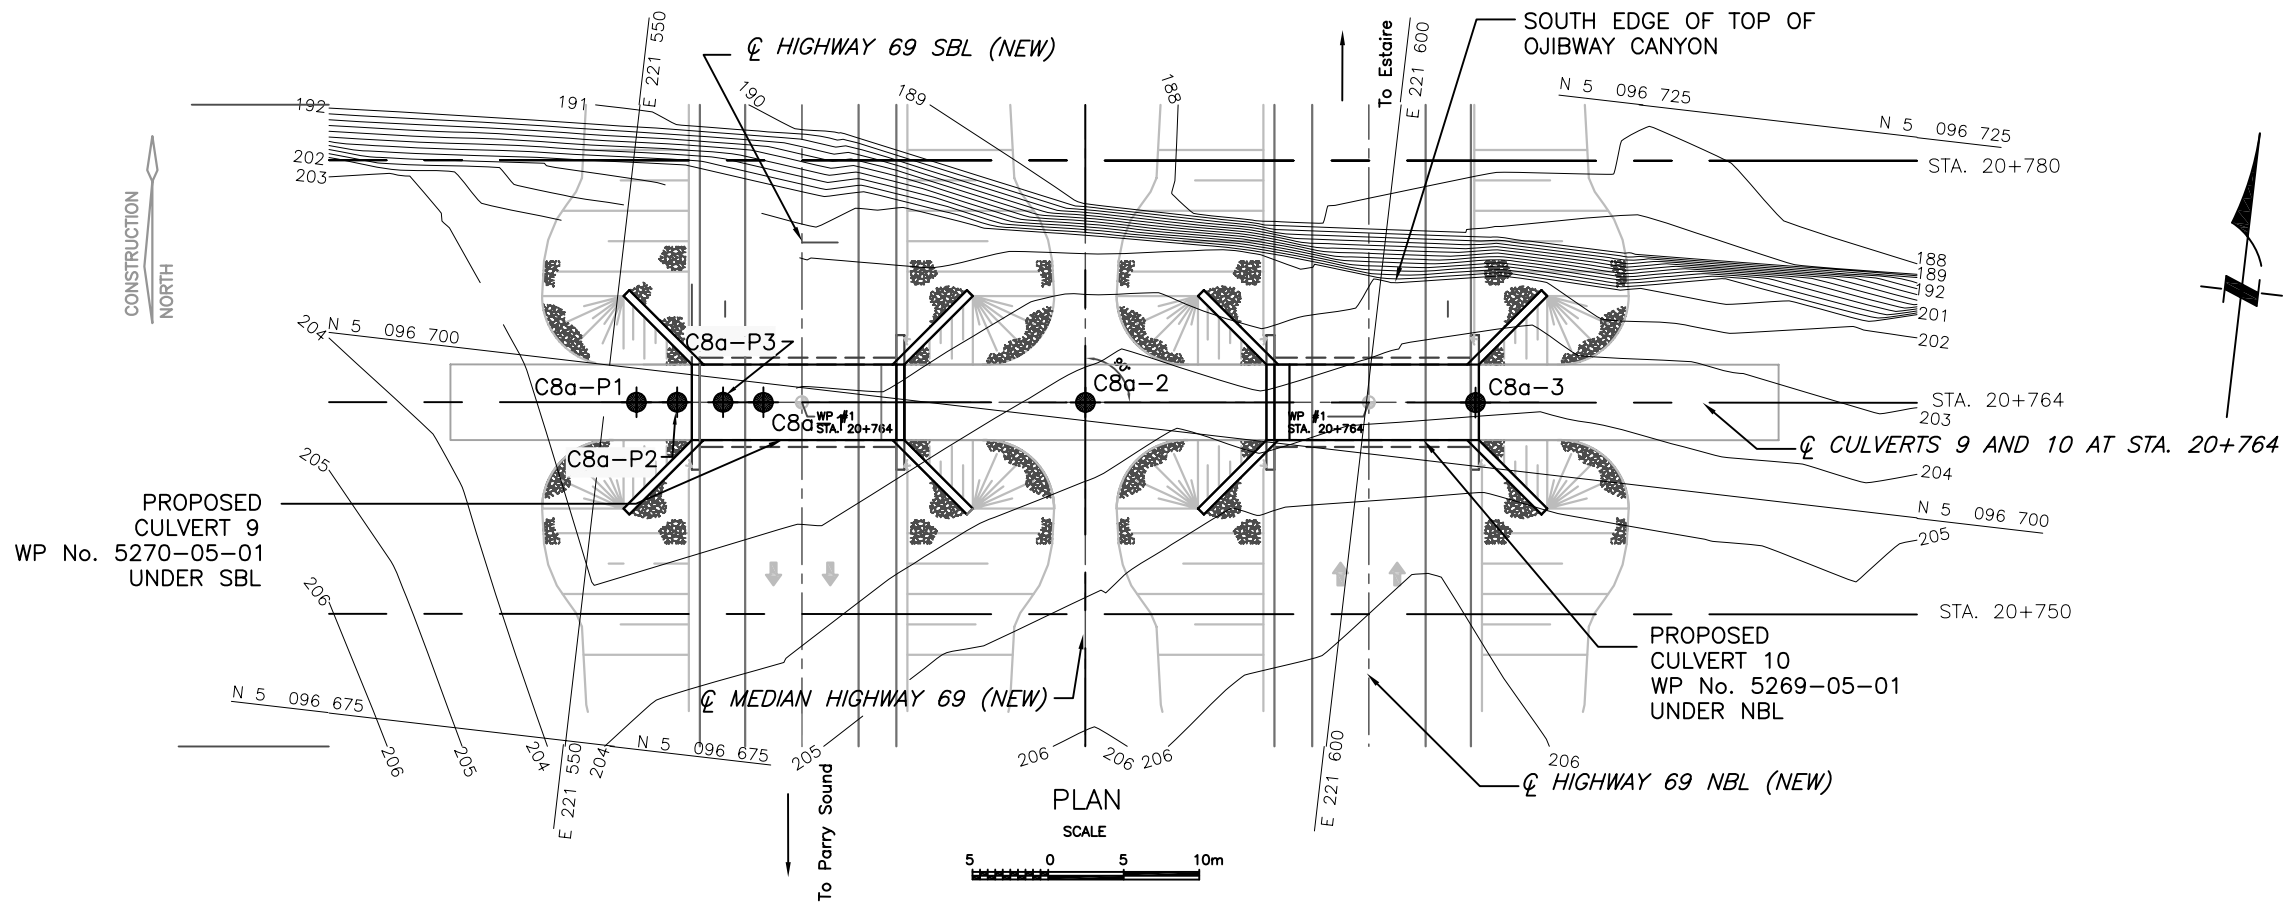 ℄ HIGHWAY 69 SBL (NEW)
SOUTH EDGE OF TOP OF
OJIBWAY CANYON
E 221 550
To Estaire
E 221 600
192
191
190
189
188
N 5 096 725
N 5 096 725
STA. 20+780
202
203
CONSTRUCTION
NORTH
188
189
192
201
202
204
N 5 096 700
C8a-P3
C8a-P1
C8a-2
C8a-3
90°
STA. 20+764
203
C8a-1
WP #1
STA. 20+764
WP #1
STA. 20+764
℄ CULVERTS 9 AND 10 AT STA. 20+764
C8a-P2
205
204
PROPOSED
CULVERT 9
WP No. 5270-05-01
UNDER SBL
N 5 096 700
205
206
STA. 20+750
PROPOSED
CULVERT 10
WP No. 5269-05-01
UNDER NBL
N 5 096 675
℄ MEDIAN HIGHWAY 69 (NEW)
N 5 096 675
206
205
204
E 221 550
204
205
206
206
206
E 221 600
206
℄ HIGHWAY 69 NBL (NEW)
To Parry Sound
PLAN
SCALE
5 0 5 10m